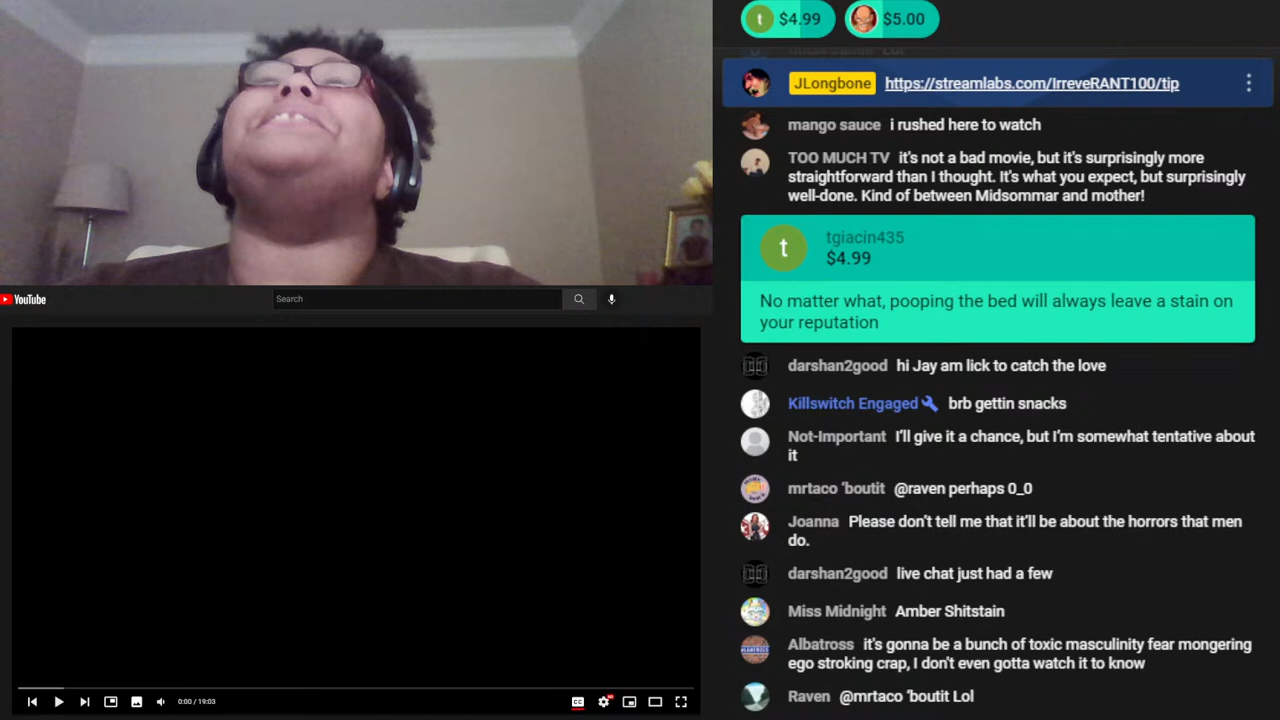 $4.99
$5.00
JLongbone https://streamlabs.com/IrreveRANT100/tip
mango sauce i rushed here to watch
TOO MUCH TV it's not a bad movie, but it's surprisingly more
straightforward than I thought. It's what you expect, but surprisingly
well-done. Kind of between Midsommar and mother!
t
tgiacin435
$4.99
No matter what, pooping the bed will always leave a stain on
your reputation
darshan2good hi Jay am lick to catch the love
Killswitch Engaged brb gettin snacks
Not-Important I'll give it a chance, but I'm somewhat tentative about
it
mrtaco 'boutit @raven perhaps 0_0
Joanna Please don't tell me that it'll be about the horrors that men
do.
darshan2good live chat just had a few
Miss Midnight Amber Shitstain
Albatross it's gonna be a bunch of toxic masculinity fear mongering
ego stroking crap, I don't even gotta watch it to know
Raven @mrtaco 'boutit Lol
YouTube
Search
0:00 / 19:03